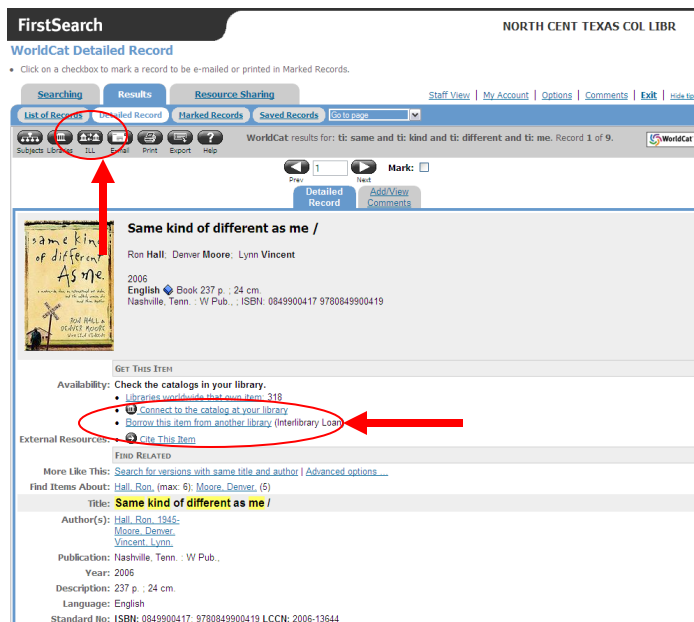 FirstSearch
NORTH CENT TEXAS COL LIBR
WorldCat Detailed Record
• Click on a checkbox to mark a record to be e-mailed or printed in Marked Records.
Searching Results Resource Sharing Staff View | My Account | Options | Comments | Exit | Hide tip
List of Records Detailed Record Marked Records Saved Records Go to page
Subjects Libraries ILL E-mail Print Export Help
WorldCat results for: ti: same and ti: kind and ti: different and ti: me. Record 1 of 9.
WorldCat
Prev 1 Next Mark:
Detailed Record
Add/View Comments
same kind
of different
As me
RON HALL &
DENVER MOORE
Same kind of different as me /
Ron Hall; Denver Moore; Lynn Vincent
2006
English Book 237 p. ; 24 cm.
Nashville, Tenn. : W Pub., ; ISBN: 0849900417 9780849900419
GET THIS ITEM
Availability: Check the catalogs in your library.
• Libraries worldwide that own item: 318
• Connect to the catalog at your library
• Borrow this item from another library (Interlibrary Loan
External Resources: • Cite This Item
FIND RELATED
More Like This: Search for versions with same title and author | Advanced options ...
Find Items About: Hall, Ron, (max: 6); Moore, Denver, (5)
Title: Same kind of different as me /
Author(s): Hall, Ron, 1945-
Moore, Denver.
Vincent, Lynn.
Publication: Nashville, Tenn. : W Pub.,
Year: 2006
Description: 237 p. ; 24 cm.
Language: English
Standard No: ISBN: 0849900417; 9780849900419 LCCN: 2006-13644